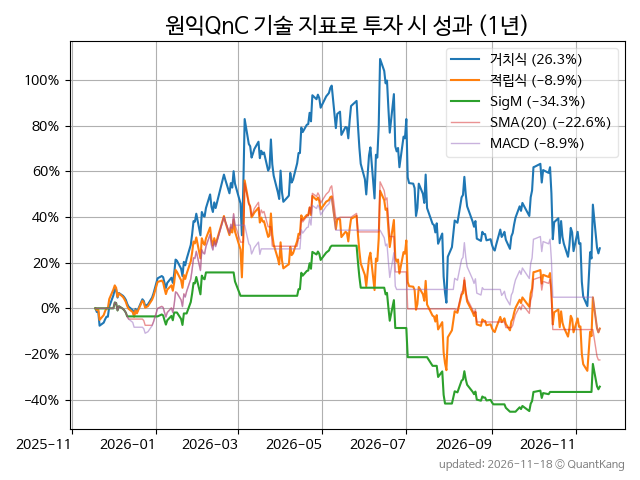 원익QnC 기술 지표로 투자 시 성과 (1년)
거치식 (26.3%)
적립식 (−8.9%)
SigM (−34.3%)
SMA(20) (−22.6%)
MACD (−8.9%)
100%
80%
60%
40%
20%
0%
−20%
−40%
2025−11 2026−01 2026−03 2026−05 2026−07 2026−09 2026−11
updated: 2026−11−18 © QuantKang